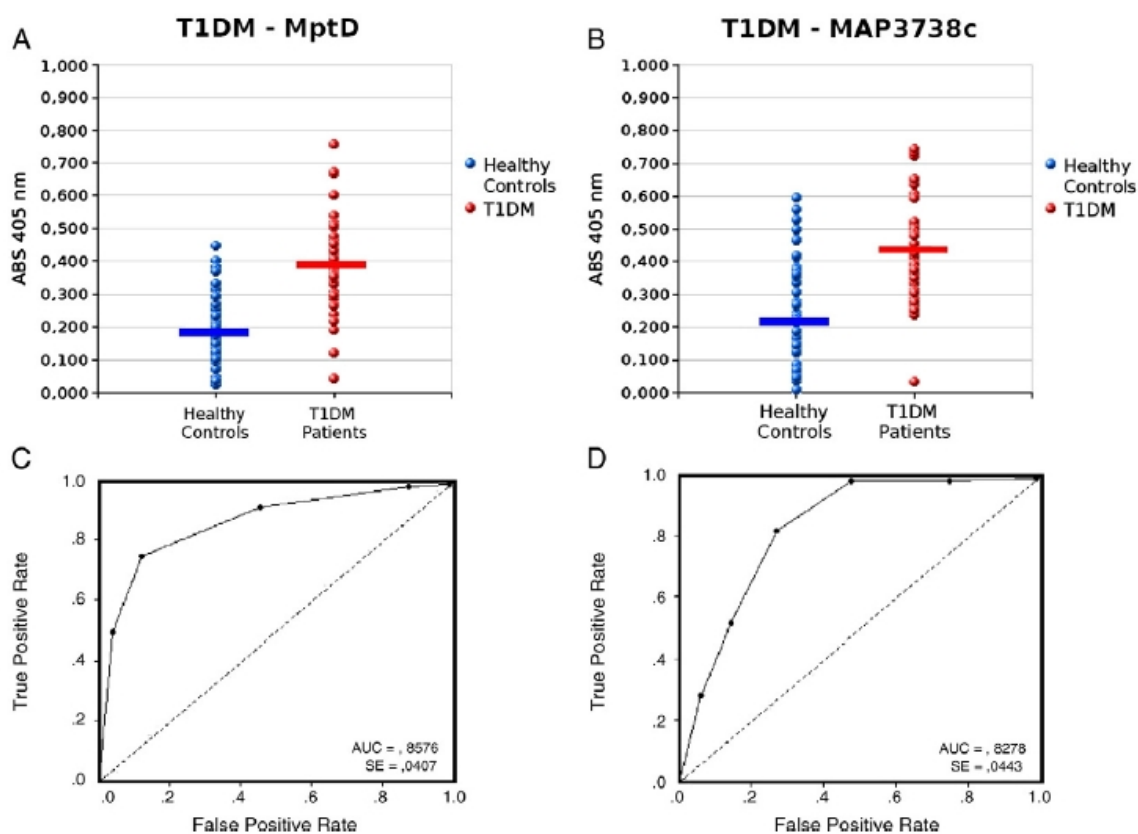 A
T1DM - MptD
ABS 405 nm
1,000
0,900
0,800
0,700
0,600
0,500
0,400
0,300
0,200
0,100
0,000
Healthy
Controls
T1DM
Patients
Healthy
Controls
T1DM
B
T1DM - MAP3738c
ABS 405 nm
1,000
0,900
0,800
0,700
0,600
0,500
0,400
0,300
0,200
0,100
0,000
Healthy
Controls
T1DM
Patients
Healthy
Controls
T1DM
C
True Positive Rate
1.0
.8
.6
.4
.2
.0
AUC = , 8576
SE = ,0407
.0 .2 .4 .6 .8 1.0
False Positive Rate
D
True Positive Rate
1.0
.8
.6
.4
.2
.0
AUC = , 8278
SE = ,0443
.0 .2 .4 .6 .8 1.0
False Positive Rate